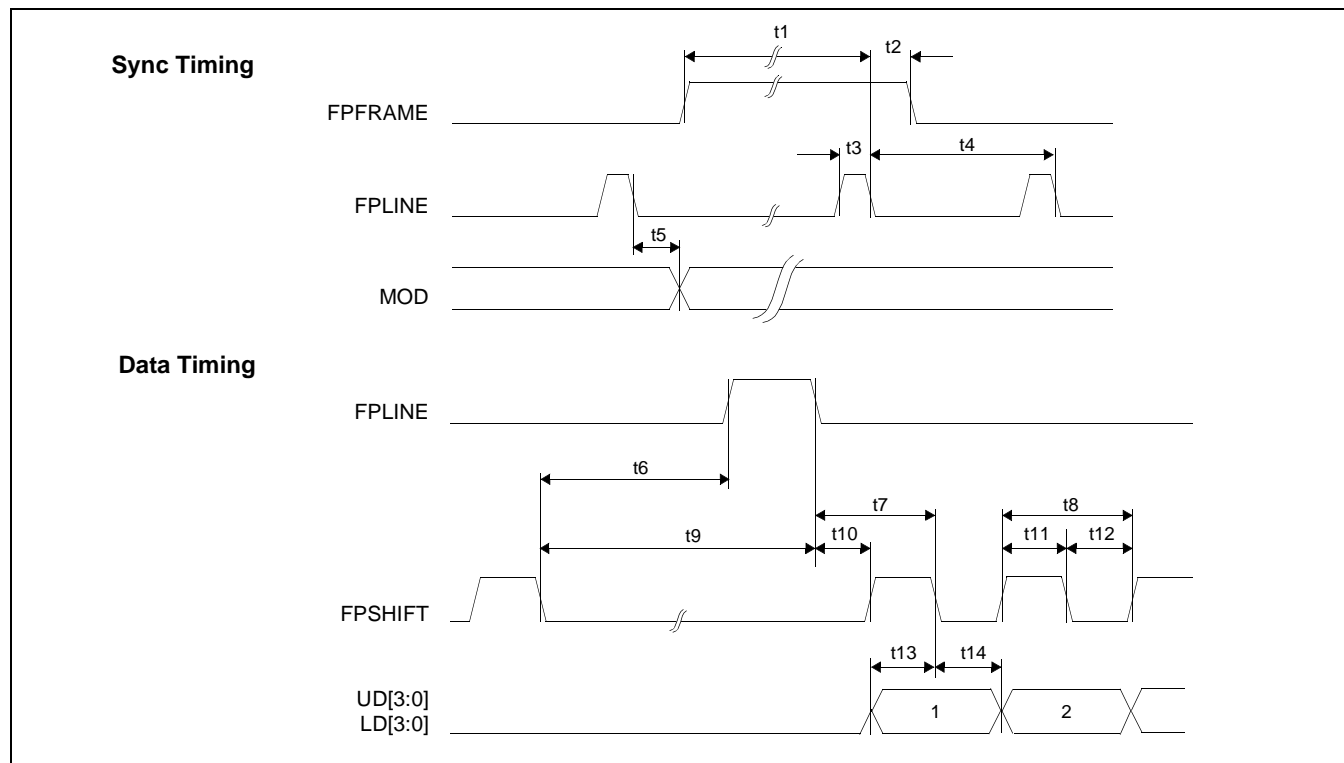 Sync Timing
t1
t2
FPFRAME
t3
t4
FPLINE
t5
MOD
Data Timing
FPLINE
t6
t7
t8
t9
t10
t11
t12
FPSHIFT
t13
t14
UD[3:0]
LD[3:0]
1
2